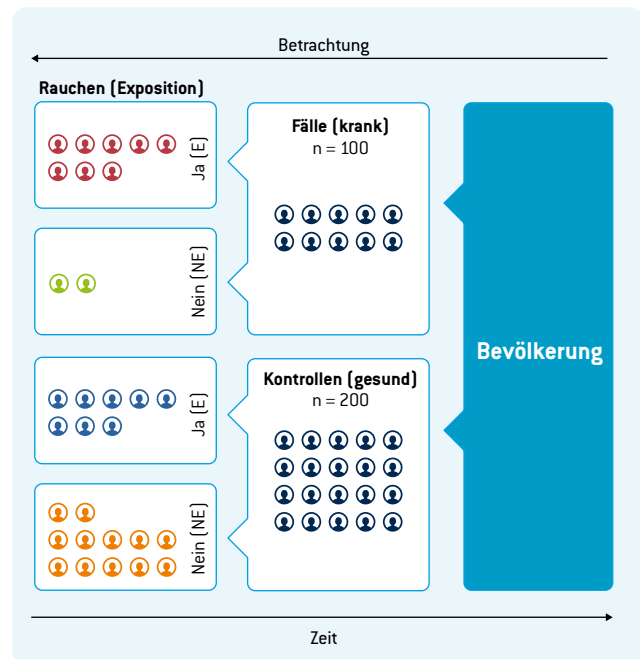 Betrachtung
Rauchen (Exposition)
Ja (E)
Nein (NE)
Ja (E)
Nein (NE)
Fälle (krank)
n = 100
Kontrollen (gesund)
n = 200
Bevölkerung
Zeit